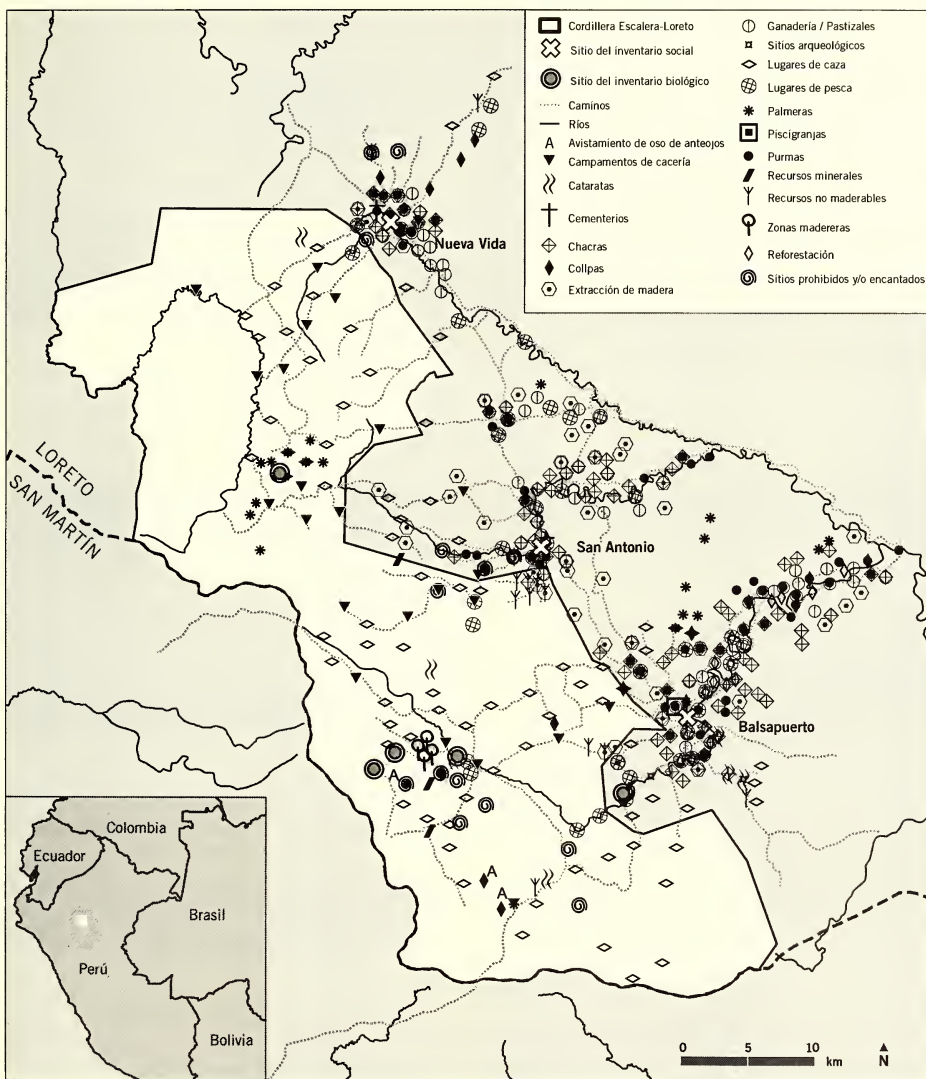 Cordillera Escalera-Loreto
Sitio del inventario social
Sitio del inventario biológico
Caminos
Ríos
A Avistamiento de oso de anteojos
Campamentos de cacería
Cataratas
Cementerios
Chacras
Collpas
Extracción de madera
Ganadería / Pastizales
Sitios arqueológicos
Lugares de caza
Lugares de pesca
Palmeras
Piscigranjas
Purmas
Recursos minerales
Recursos no maderables
Zonas madereras
Reforestación
Sitios prohibidos y/o encantados
Nueva Vida
LORETO
SAN MARTÍN
San Antonio
Balsapuerto
A
A
A
Colombia
Ecuador
Brasil
Perú
Bolivia
0 5 10
km
N